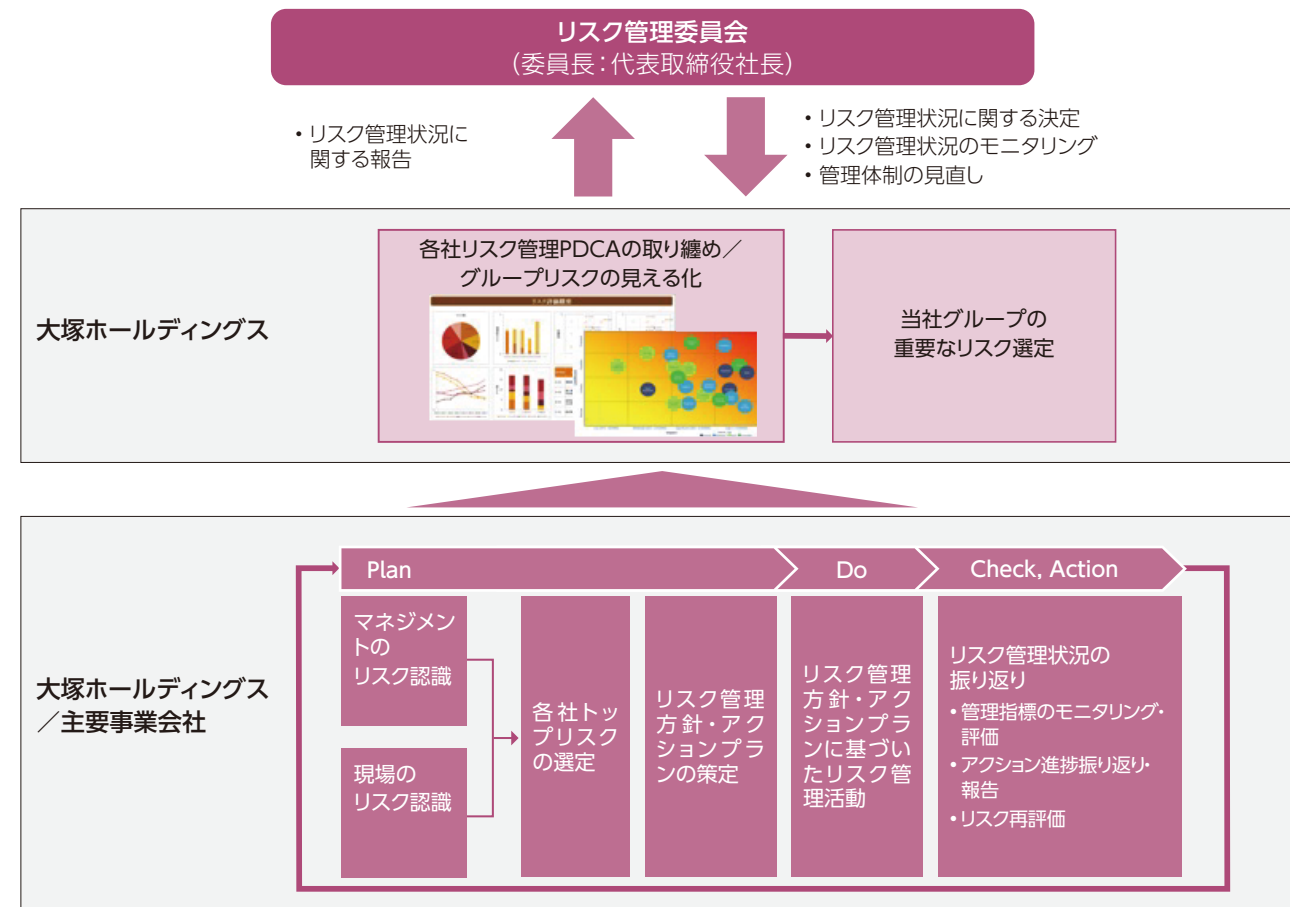 リスク管理委員会
（委員長：代表取締役社長）
・リスク管理状況に
関する報告
・リスク管理状況に関する決定
・リスク管理状況のモニタリング
・管理体制の見直し
大塚ホールディングス
各社リスク管理PDCAの取り纏め／
グループリスクの見える化
当社グループの
重要なリスク選定
大塚ホールディングス
／主要事業会社
Plan
Do
Check, Action
マネジメン
トの
リスク認識
現場の
リスク認識
各社トッ
プリスク
の選定
リスク管理
方針・アク
ションプラ
ンの策定
リスク管理
方針・アク
ションプラ
ンに基づい
たリスク管
理活動
リスク管理状況の
振り返り
・管理指標のモニタリング・
評価
・アクション進捗振り返り・
報告
・リスク再評価